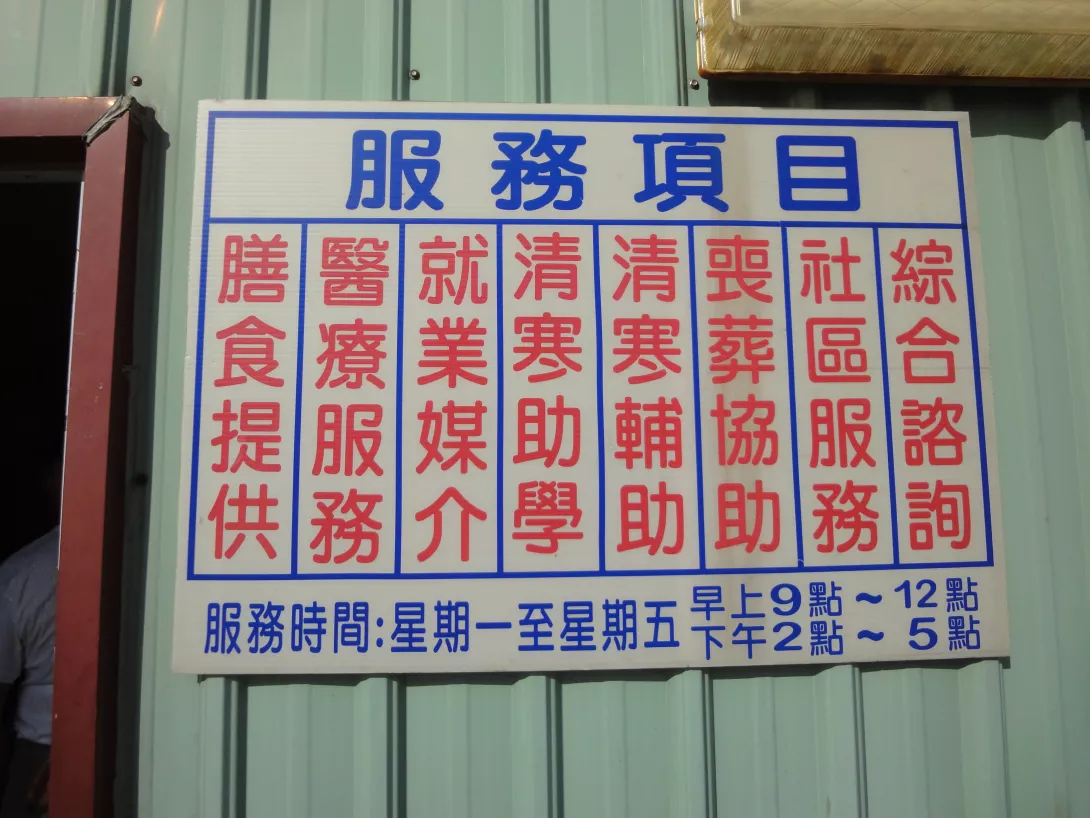 服務項目
綜合諮詢
社區服務
喪葬協助
清寒輔助
清寒助學
就業媒介
醫療服務
膳食提供
服務時間:星期一至星期五
早上9點～12點
下午2點～5點